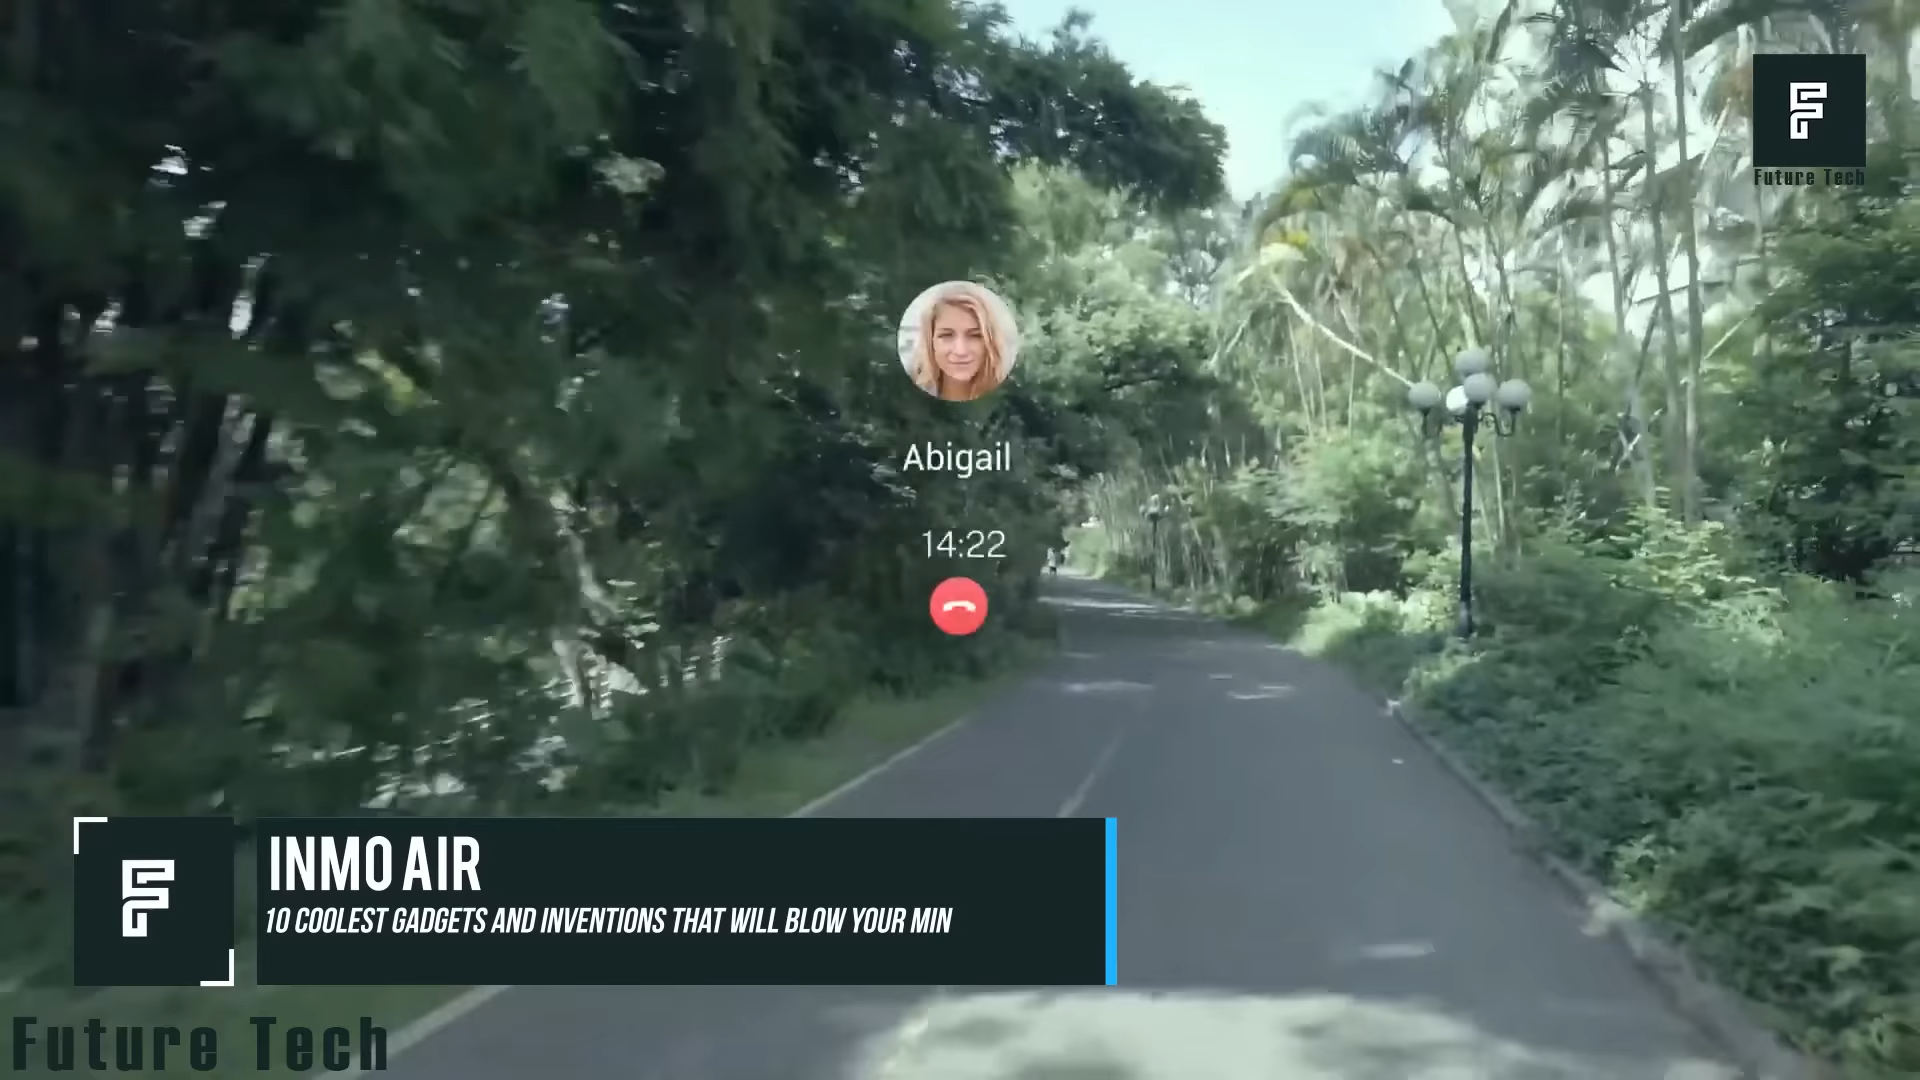 Future Tech
Abigail
14:22
INMO AIR
10 COOLEST GADGETS AND INVENTIONS THAT WILL BLOW YOUR MIN
Future Tech